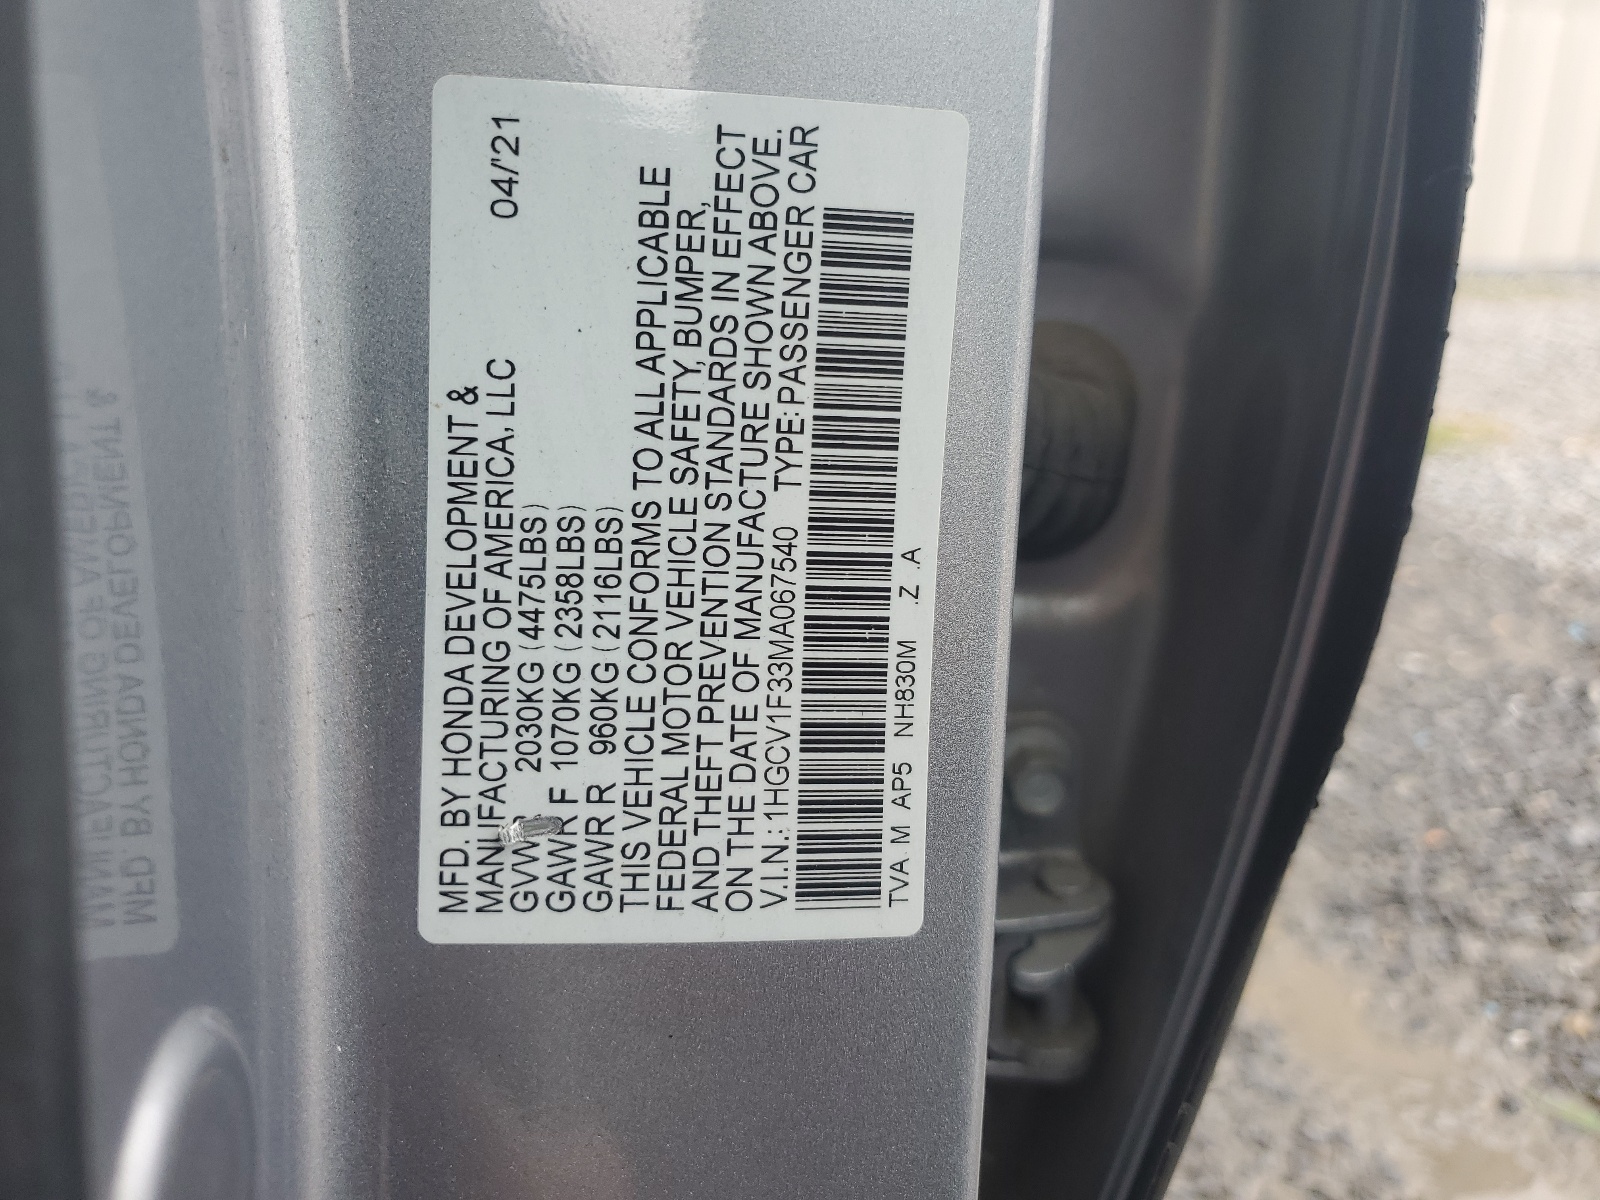 MFD. BY HONDA DEVELOPMENT &
MANUFACTURING OF AMERICA, LLC 04/'21
GVWR 2030KG (4475LBS)
GAWR F 1070KG (2358LBS)
GAWR R 960KG (2116LBS)
THIS VEHICLE CONFORMS TO ALL APPLICABLE
FEDERAL MOTOR VEHICLE SAFETY, BUMPER,
AND THEFT PREVENTION STANDARDS IN EFFECT
ON THE DATE OF MANUFACTURE SHOWN ABOVE.
V.I.N.: 1HGCV1F33MA067540 TYPE: PASSENGER CAR
TVA M AP5 NH830M .Z .A